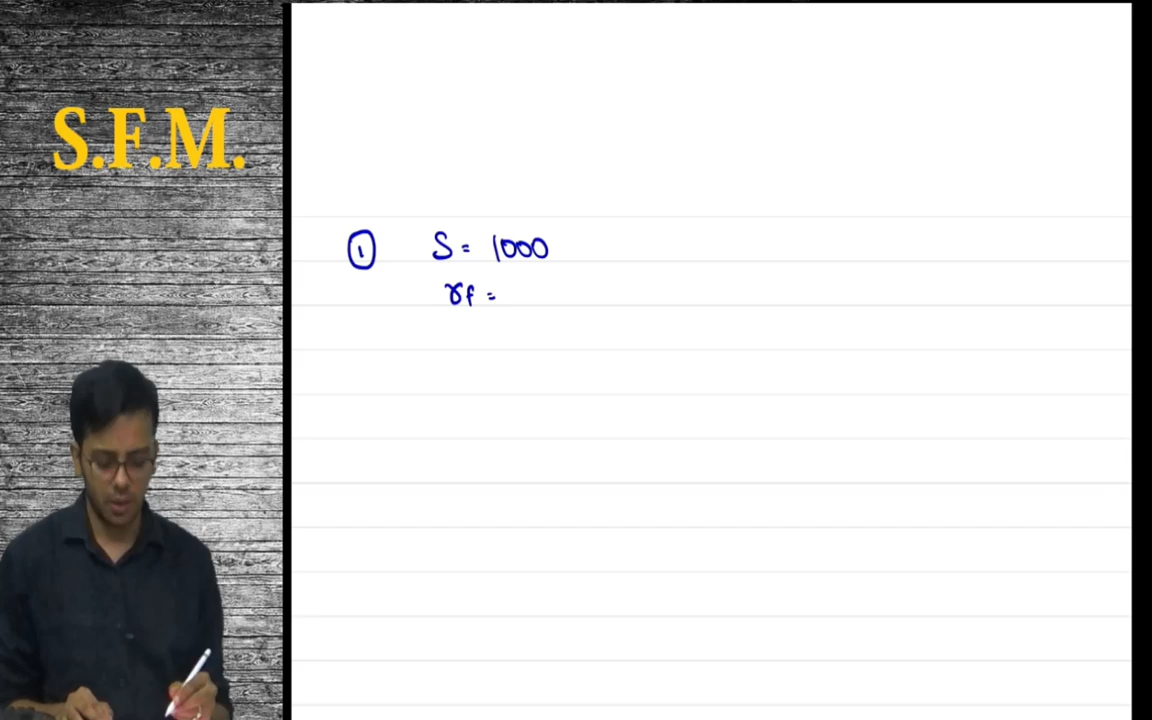 S.F.M.
① S = 1000
rf =